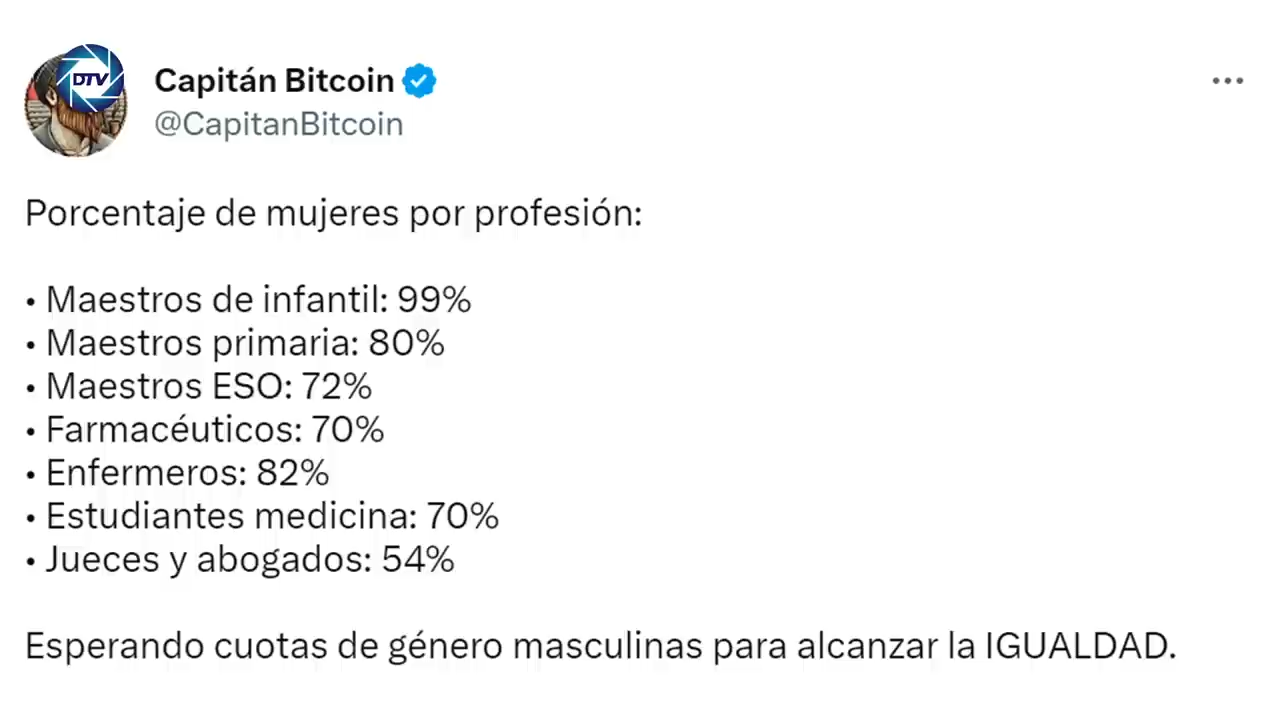 DTV
Capitán Bitcoin
@CapitanBitcoin
Porcentaje de mujeres por profesión:
• Maestros de infantil: 99%
• Maestros primaria: 80%
• Maestros ESO: 72%
• Farmacéuticos: 70%
• Enfermeros: 82%
• Estudiantes medicina: 70%
• Jueces y abogados: 54%
Esperando cuotas de género masculinas para alcanzar la IGUALDAD.